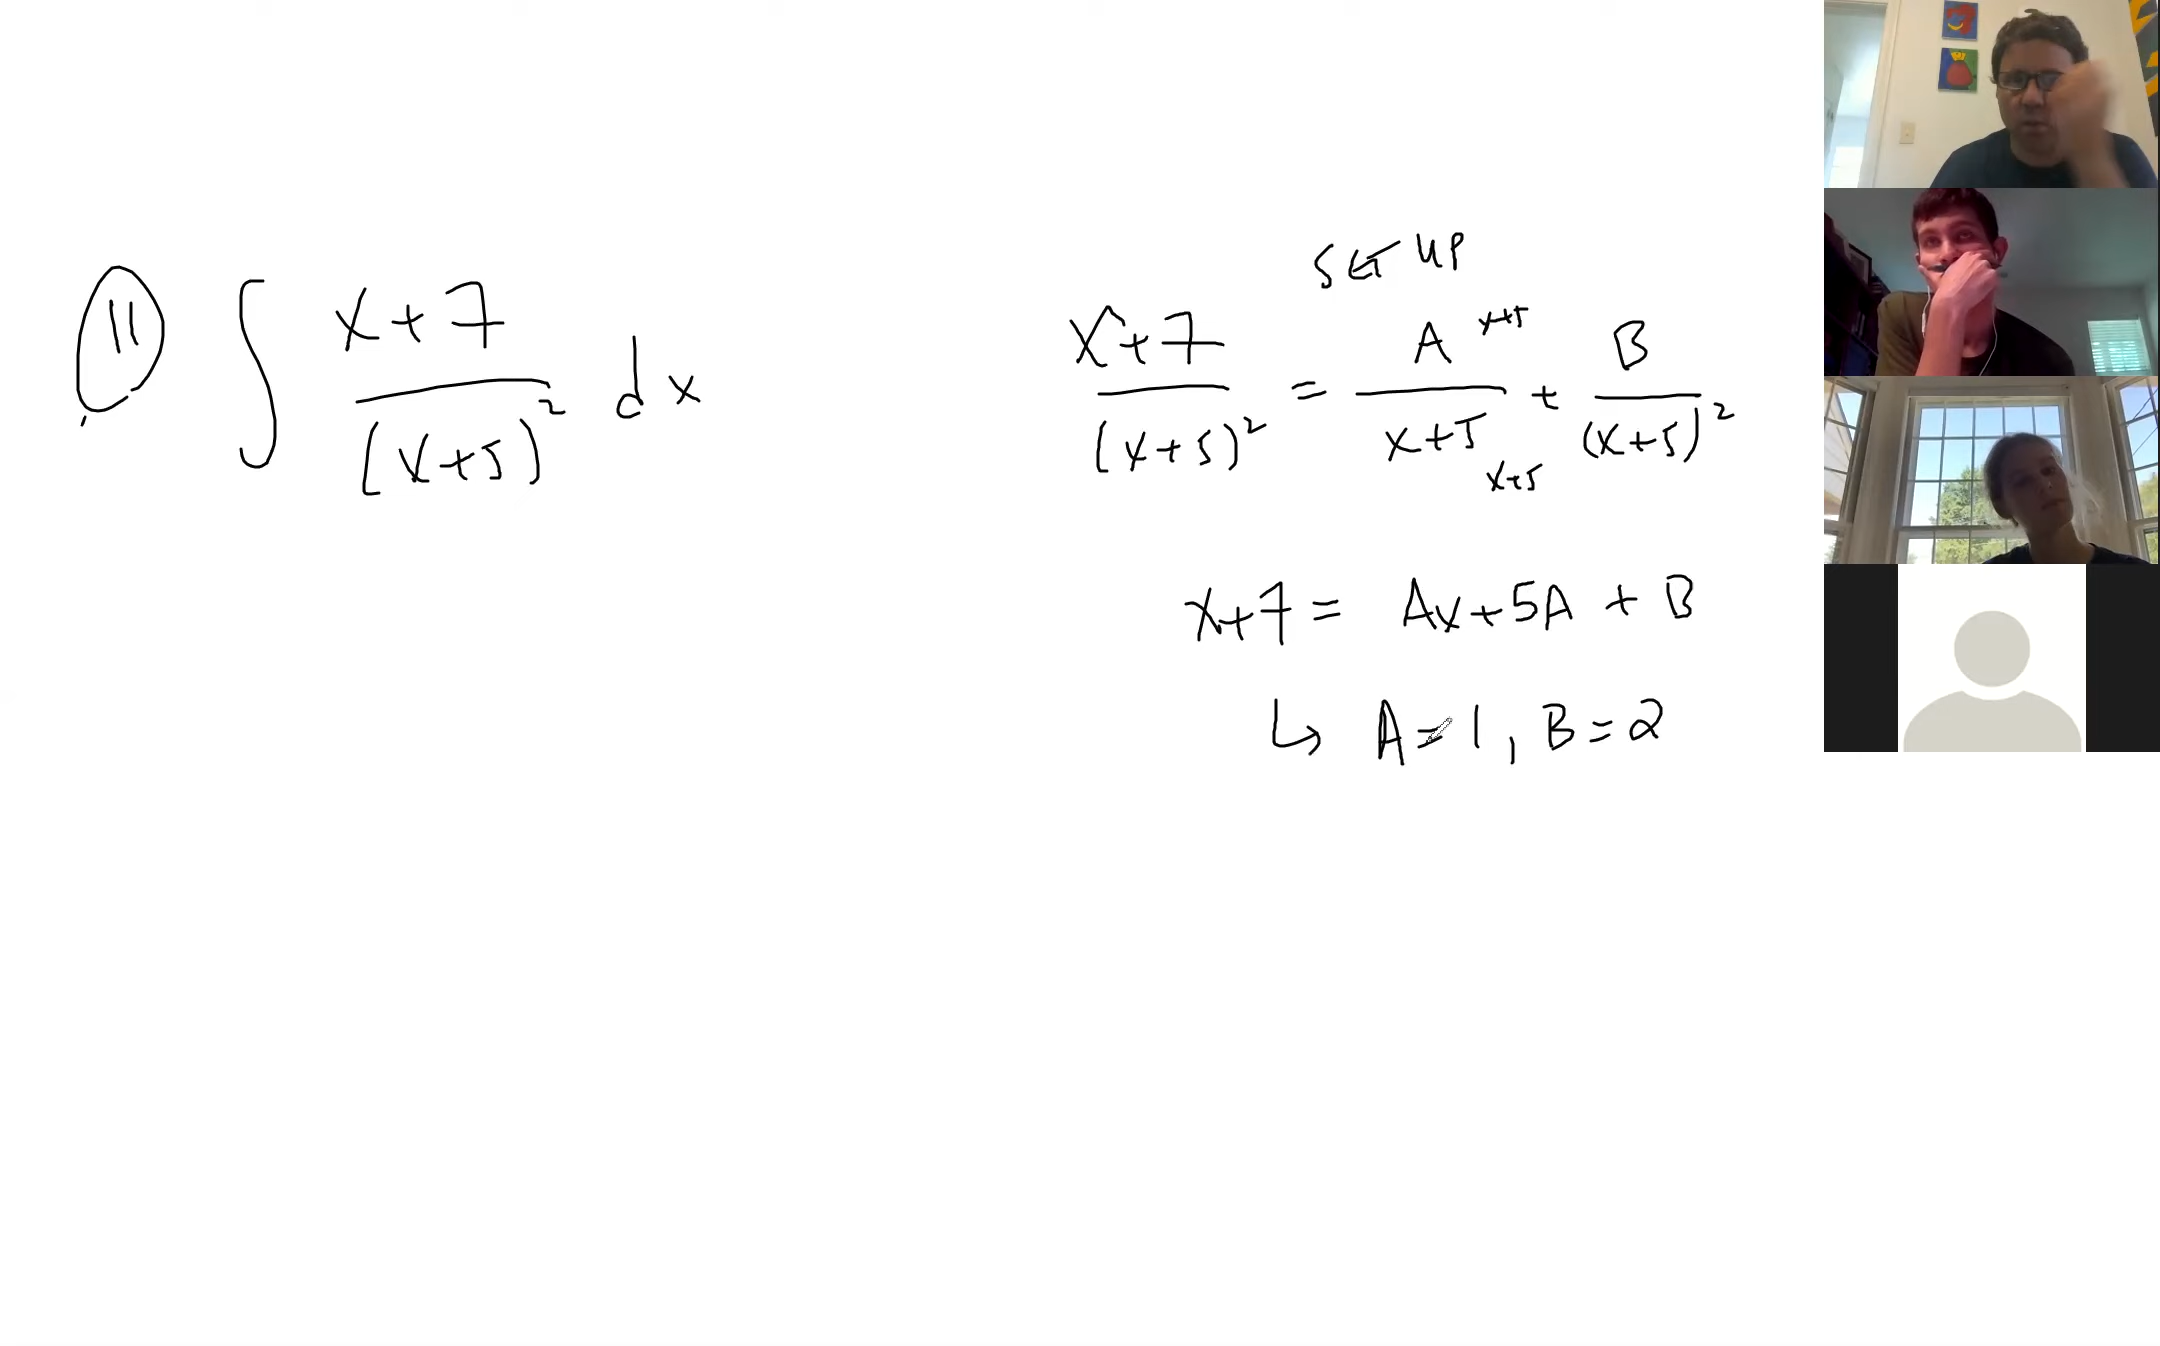 11 ∫ x+7 / (x+5)² dx
SET UP
x+7 / (x+5)² = A x+5 / x+5 x+5 + B / (x+5)²
x+7 = Ax+5A + B
↳ A=1, B=2